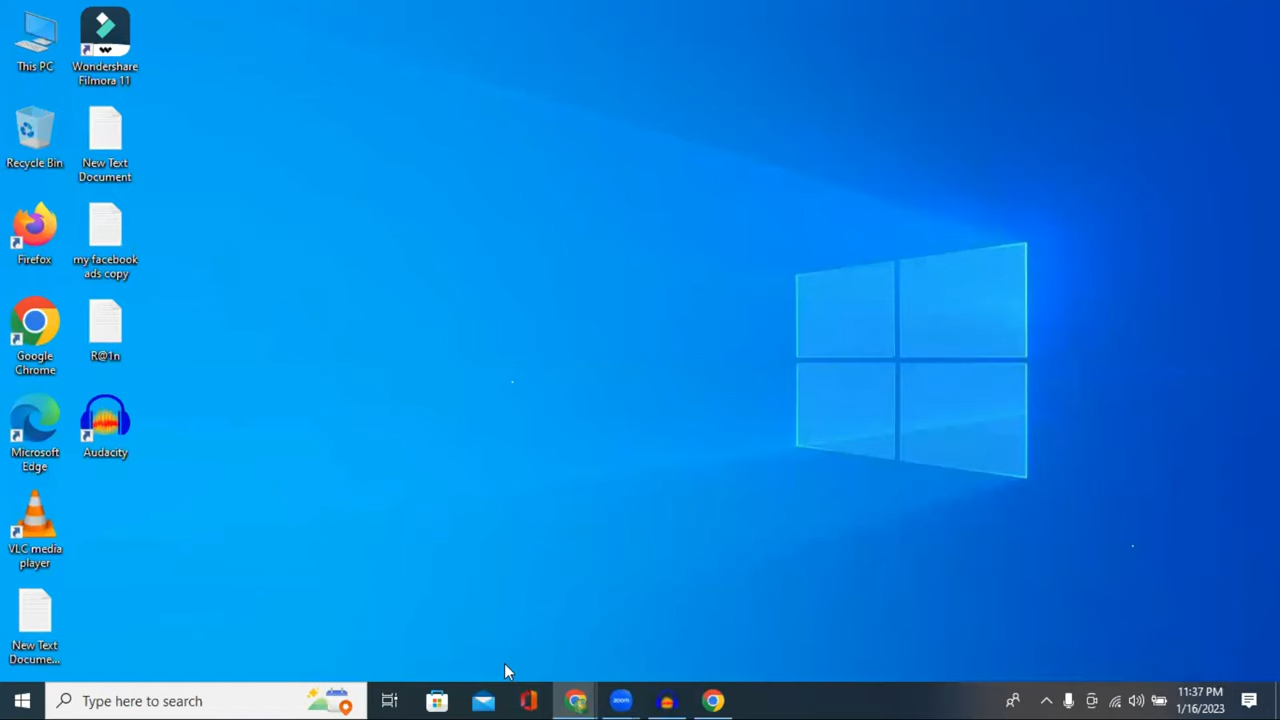 This PC
Wondershare
Filmora 11
Recycle Bin
New Text
Document
Firefox
my facebook
ads copy
Google
Chrome
R@1n
Microsoft
Edge
Audacity
VLC media
player
New Text
Docume...
Type here to search
zoom
11:37 PM
1/16/2023